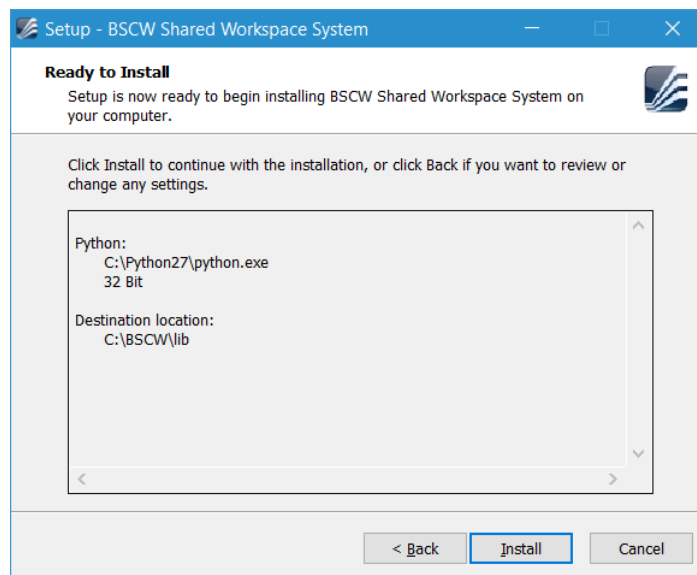 Setup - BSCW Shared Workspace System
Ready to Install
Setup is now ready to begin installing BSCW Shared Workspace System on
your computer.
Click Install to continue with the installation, or click Back if you want to review or
change any settings.
Python:
C:\Python27\python.exe
32 Bit
Destination location:
C:\BSCW\lib
< Back Install Cancel